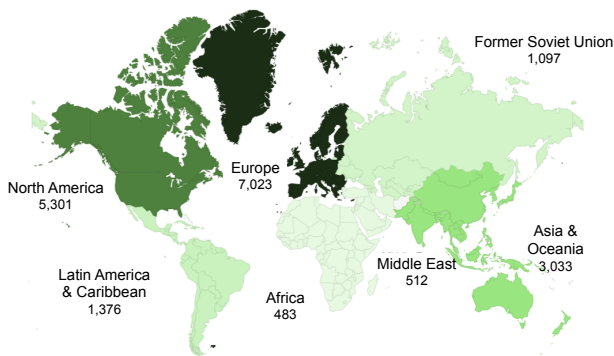 Former Soviet Union
1,097
Europe
7,023
North America
5,301
Asia &
Oceania
3,033
Middle East
512
Latin America
& Caribbean
1,376
Africa
483